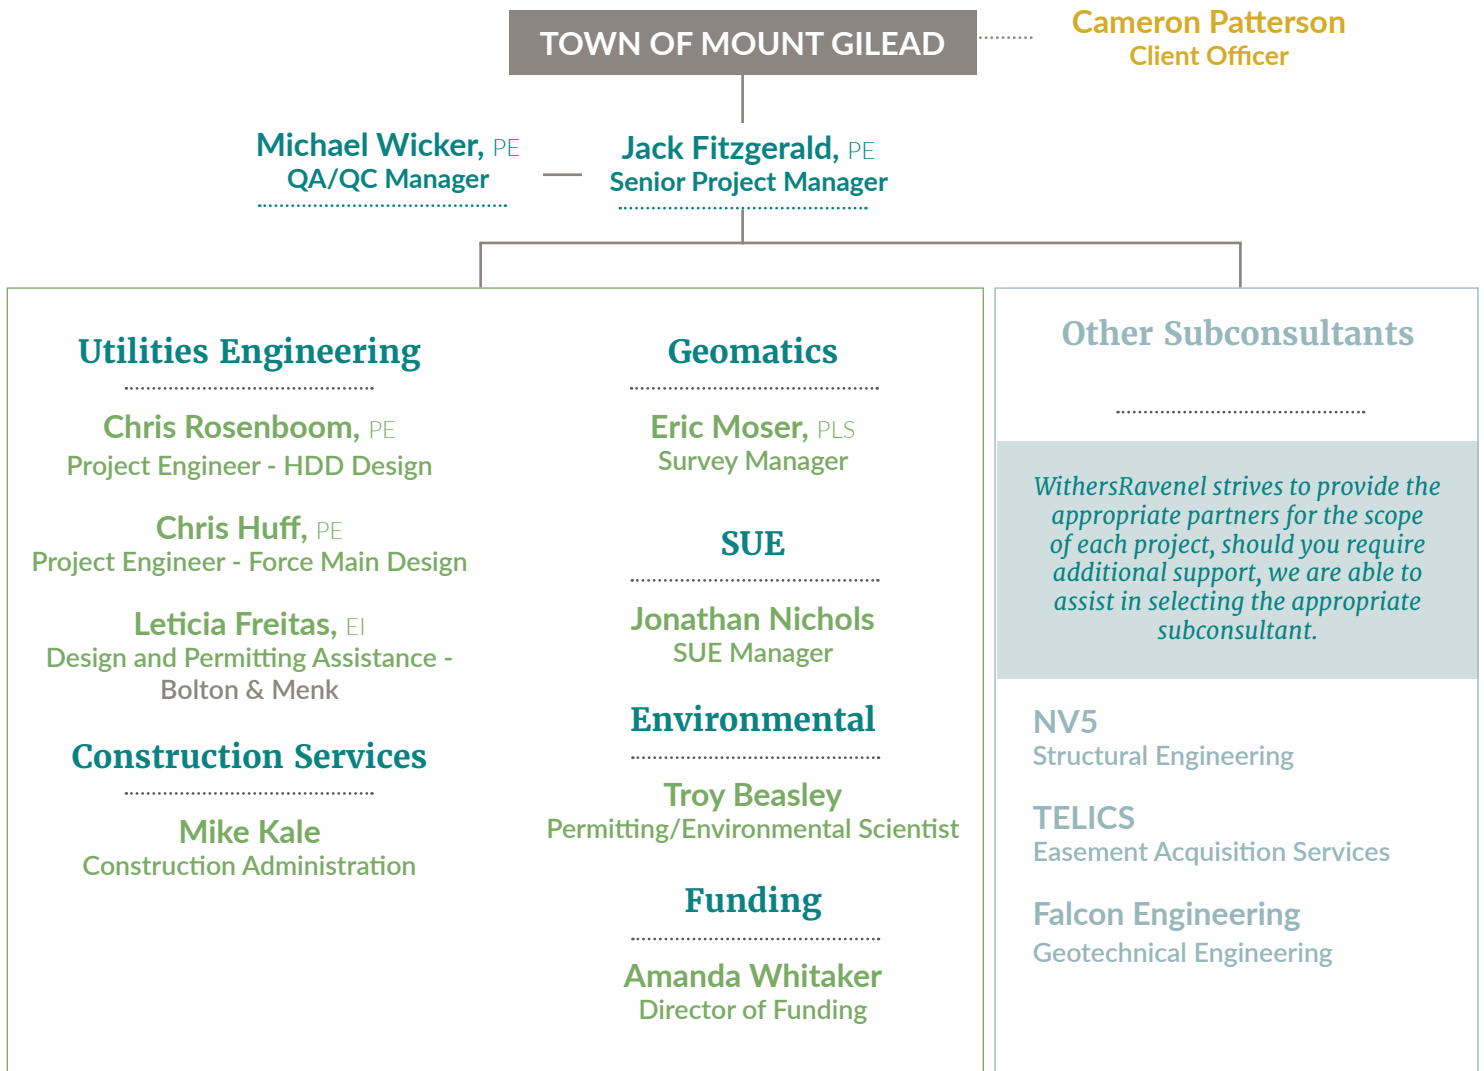 TOWN OF MOUNT GILEAD
Cameron Patterson
Client Officer
Michael Wicker, PE
QA/QC Manager
Jack Fitzgerald, PE
Senior Project Manager
Utilities Engineering
Chris Rosenboom, PE
Project Engineer - HDD Design
Chris Huff, PE
Project Engineer - Force Main Design
Leticia Freitas, EI
Design and Permitting Assistance -
Bolton & Menk
Construction Services
Mike Kale
Construction Administration
Geomatics
Eric Moser, PLS
Survey Manager
SUE
Jonathan Nichols
SUE Manager
Environmental
Troy Beasley
Permitting/Environmental Scientist
Funding
Amanda Whitaker
Director of Funding
Other Subconsultants
WithersRavenel strives to provide the
appropriate partners for the scope
of each project, should you require
additional support, we are able to
assist in selecting the appropriate
subconsultant.
NV5
Structural Engineering
TELICS
Easement Acquisition Services
Falcon Engineering
Geotechnical Engineering